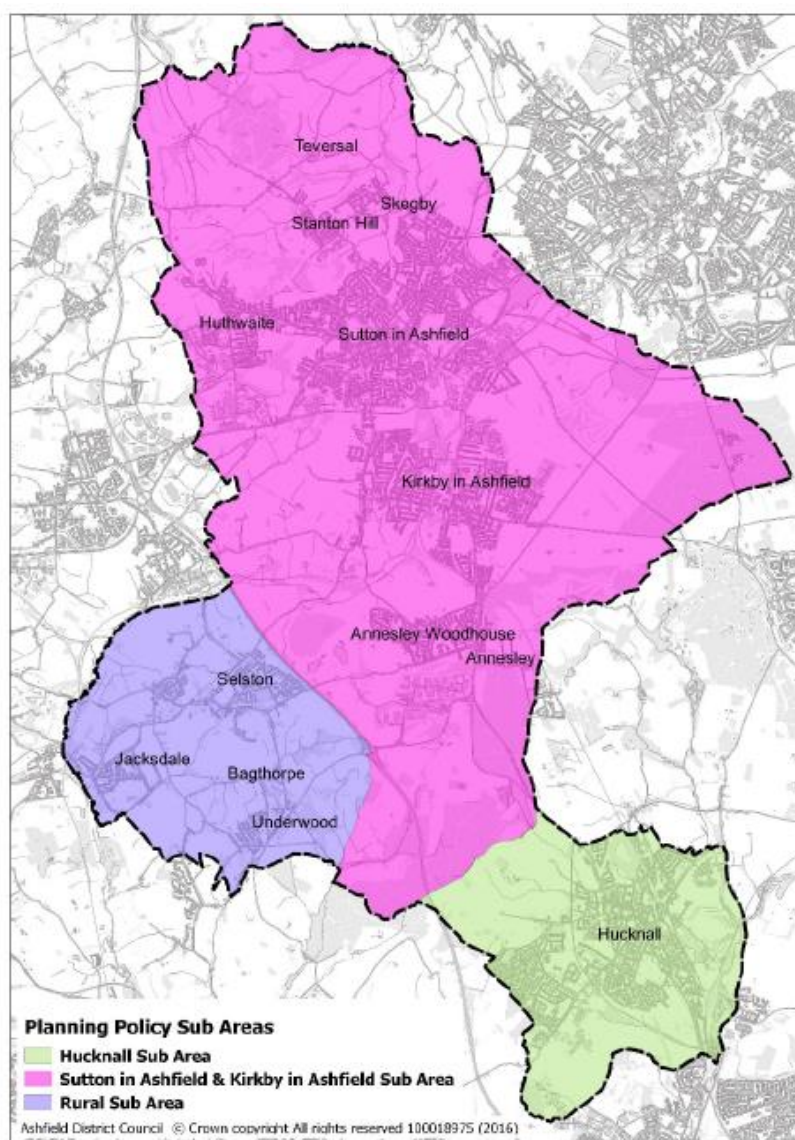 Teversal
Skegby
Stanton Hill
Huthwaite
Sutton in Ashfield
Kirkby in Ashfield
Annesley Woodhouse
Annesley
Selston
Jacksdale
Bagthorpe
Underwood
Hucknall
Planning Policy Sub Areas
Hucknall Sub Area
Sutton in Ashfield & Kirkby in Ashfield Sub Area
Rural Sub Area
Ashfield District Council © Crown copyright All rights reserved 100018975 (2016)